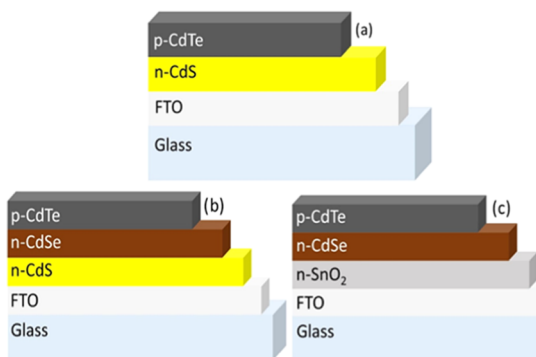 (a)
p-CdTe
n-CdS
FTO
Glass
(b)
p-CdTe
n-CdSe
n-CdS
FTO
Glass
(c)
p-CdTe
n-CdSe
n-SnO₂
FTO
Glass